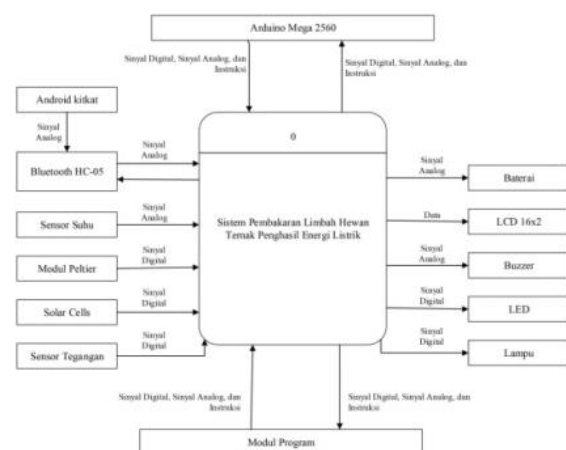 Arduino Mega 2560
Sinyal Digital, Sinyal Analog, dan
Instruksi
Sinyal Digital, Sinyal Analog, dan
Instruksi
Android kitkat
Sinyal
Analog
Bluetooth HC-05
Sinyal
Analog
0
Sinyal
Analog
Baterai
Sensor Suhu
Sinyal
Analog
Sistem Pembakaran Limbah Hewan
Ternak Penghasil Energi Listrik
Data
LCD 16x2
Modul Peltier
Sinyal
Digital
Sinyal
Analog
Buzzer
Solar Cells
Sinyal
Digital
Sinyal
Digital
LED
Sensor Tegangan
Sinyal
Digital
Sinyal
Digital
Lampu
Sinyal Digital, Sinyal Analog, dan
Instruksi
Sinyal Digital, Sinyal Analog, dan
Instruksi
Modul Program